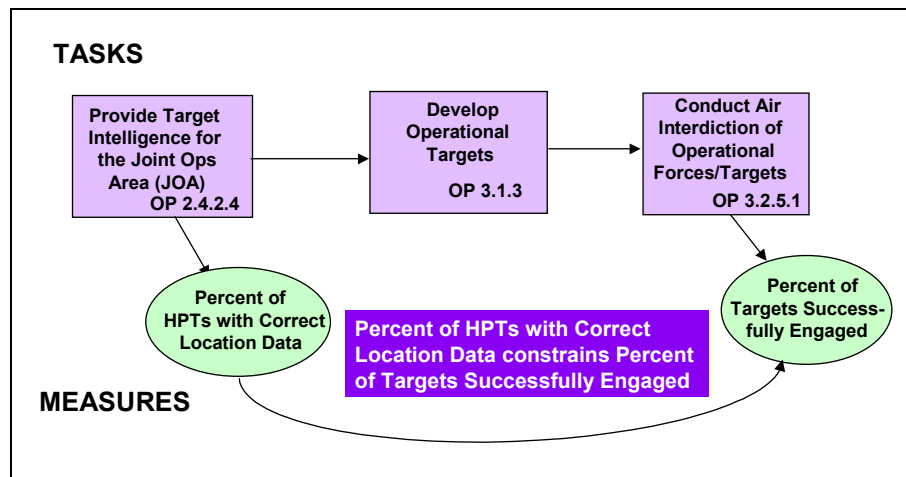 TASKS
Provide Target
Intelligence for
the Joint Ops
Area (JOA)
OP 2.4.2.4
Develop
Operational
Targets
OP 3.1.3
Conduct Air
Interdiction of
Operational
Forces/Targets
OP 3.2.5.1
Percent of
HPTs with Correct
Location Data
Percent of HPTs with Correct
Location Data constrains Percent
of Targets Successfully Engaged
Percent of
Targets Success-
fully Engaged
MEASURES